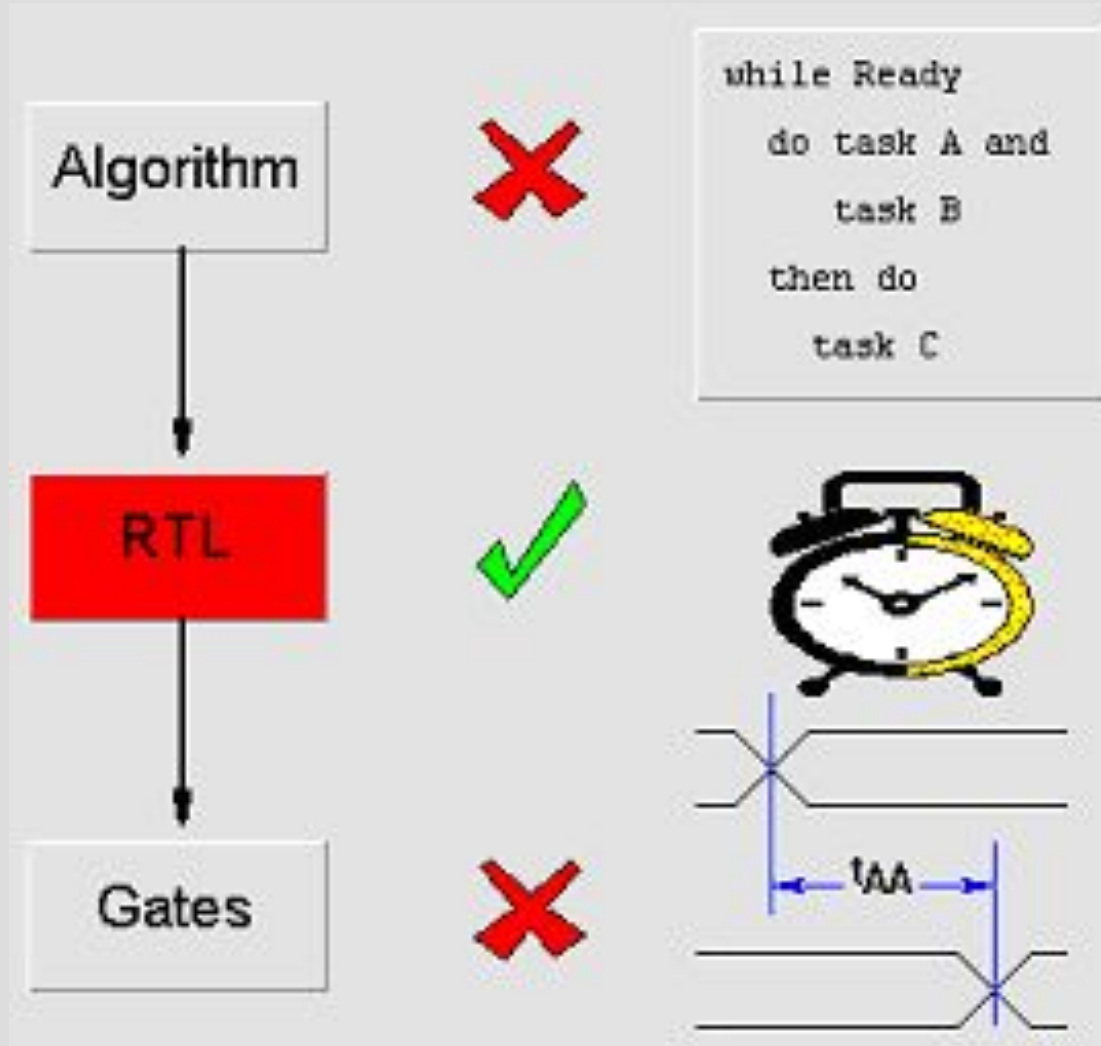 Algorithm
while Ready
do task A and
task B
then do
task C
RTL
Gates
tAA